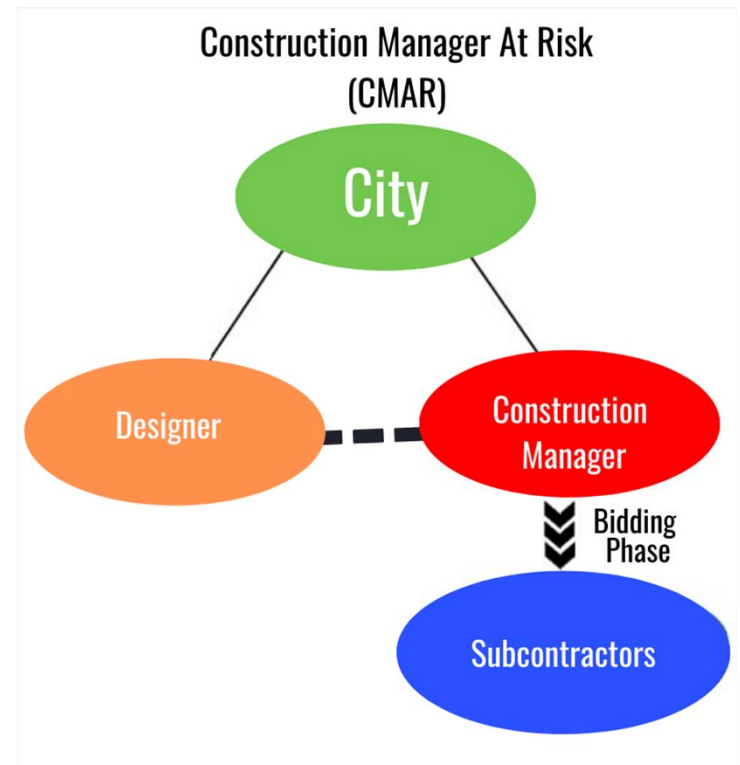 Construction Manager At Risk
(CMAR)
City
Designer
Construction
Manager
Bidding
Phase
Subcontractors